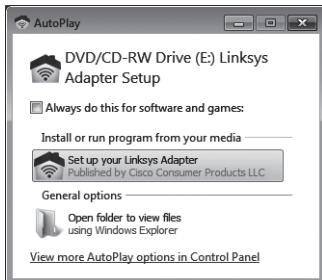 AutoPlay
DVD/CD-RW Drive (E:) Linksys
Adapter Setup
Always do this for software and games:
Install or run program from your media
Set up your Linksys Adapter
Published by Cisco Consumer Products LLC
General options
Open folder to view files
using Windows Explorer
View more AutoPlay options in Control Panel